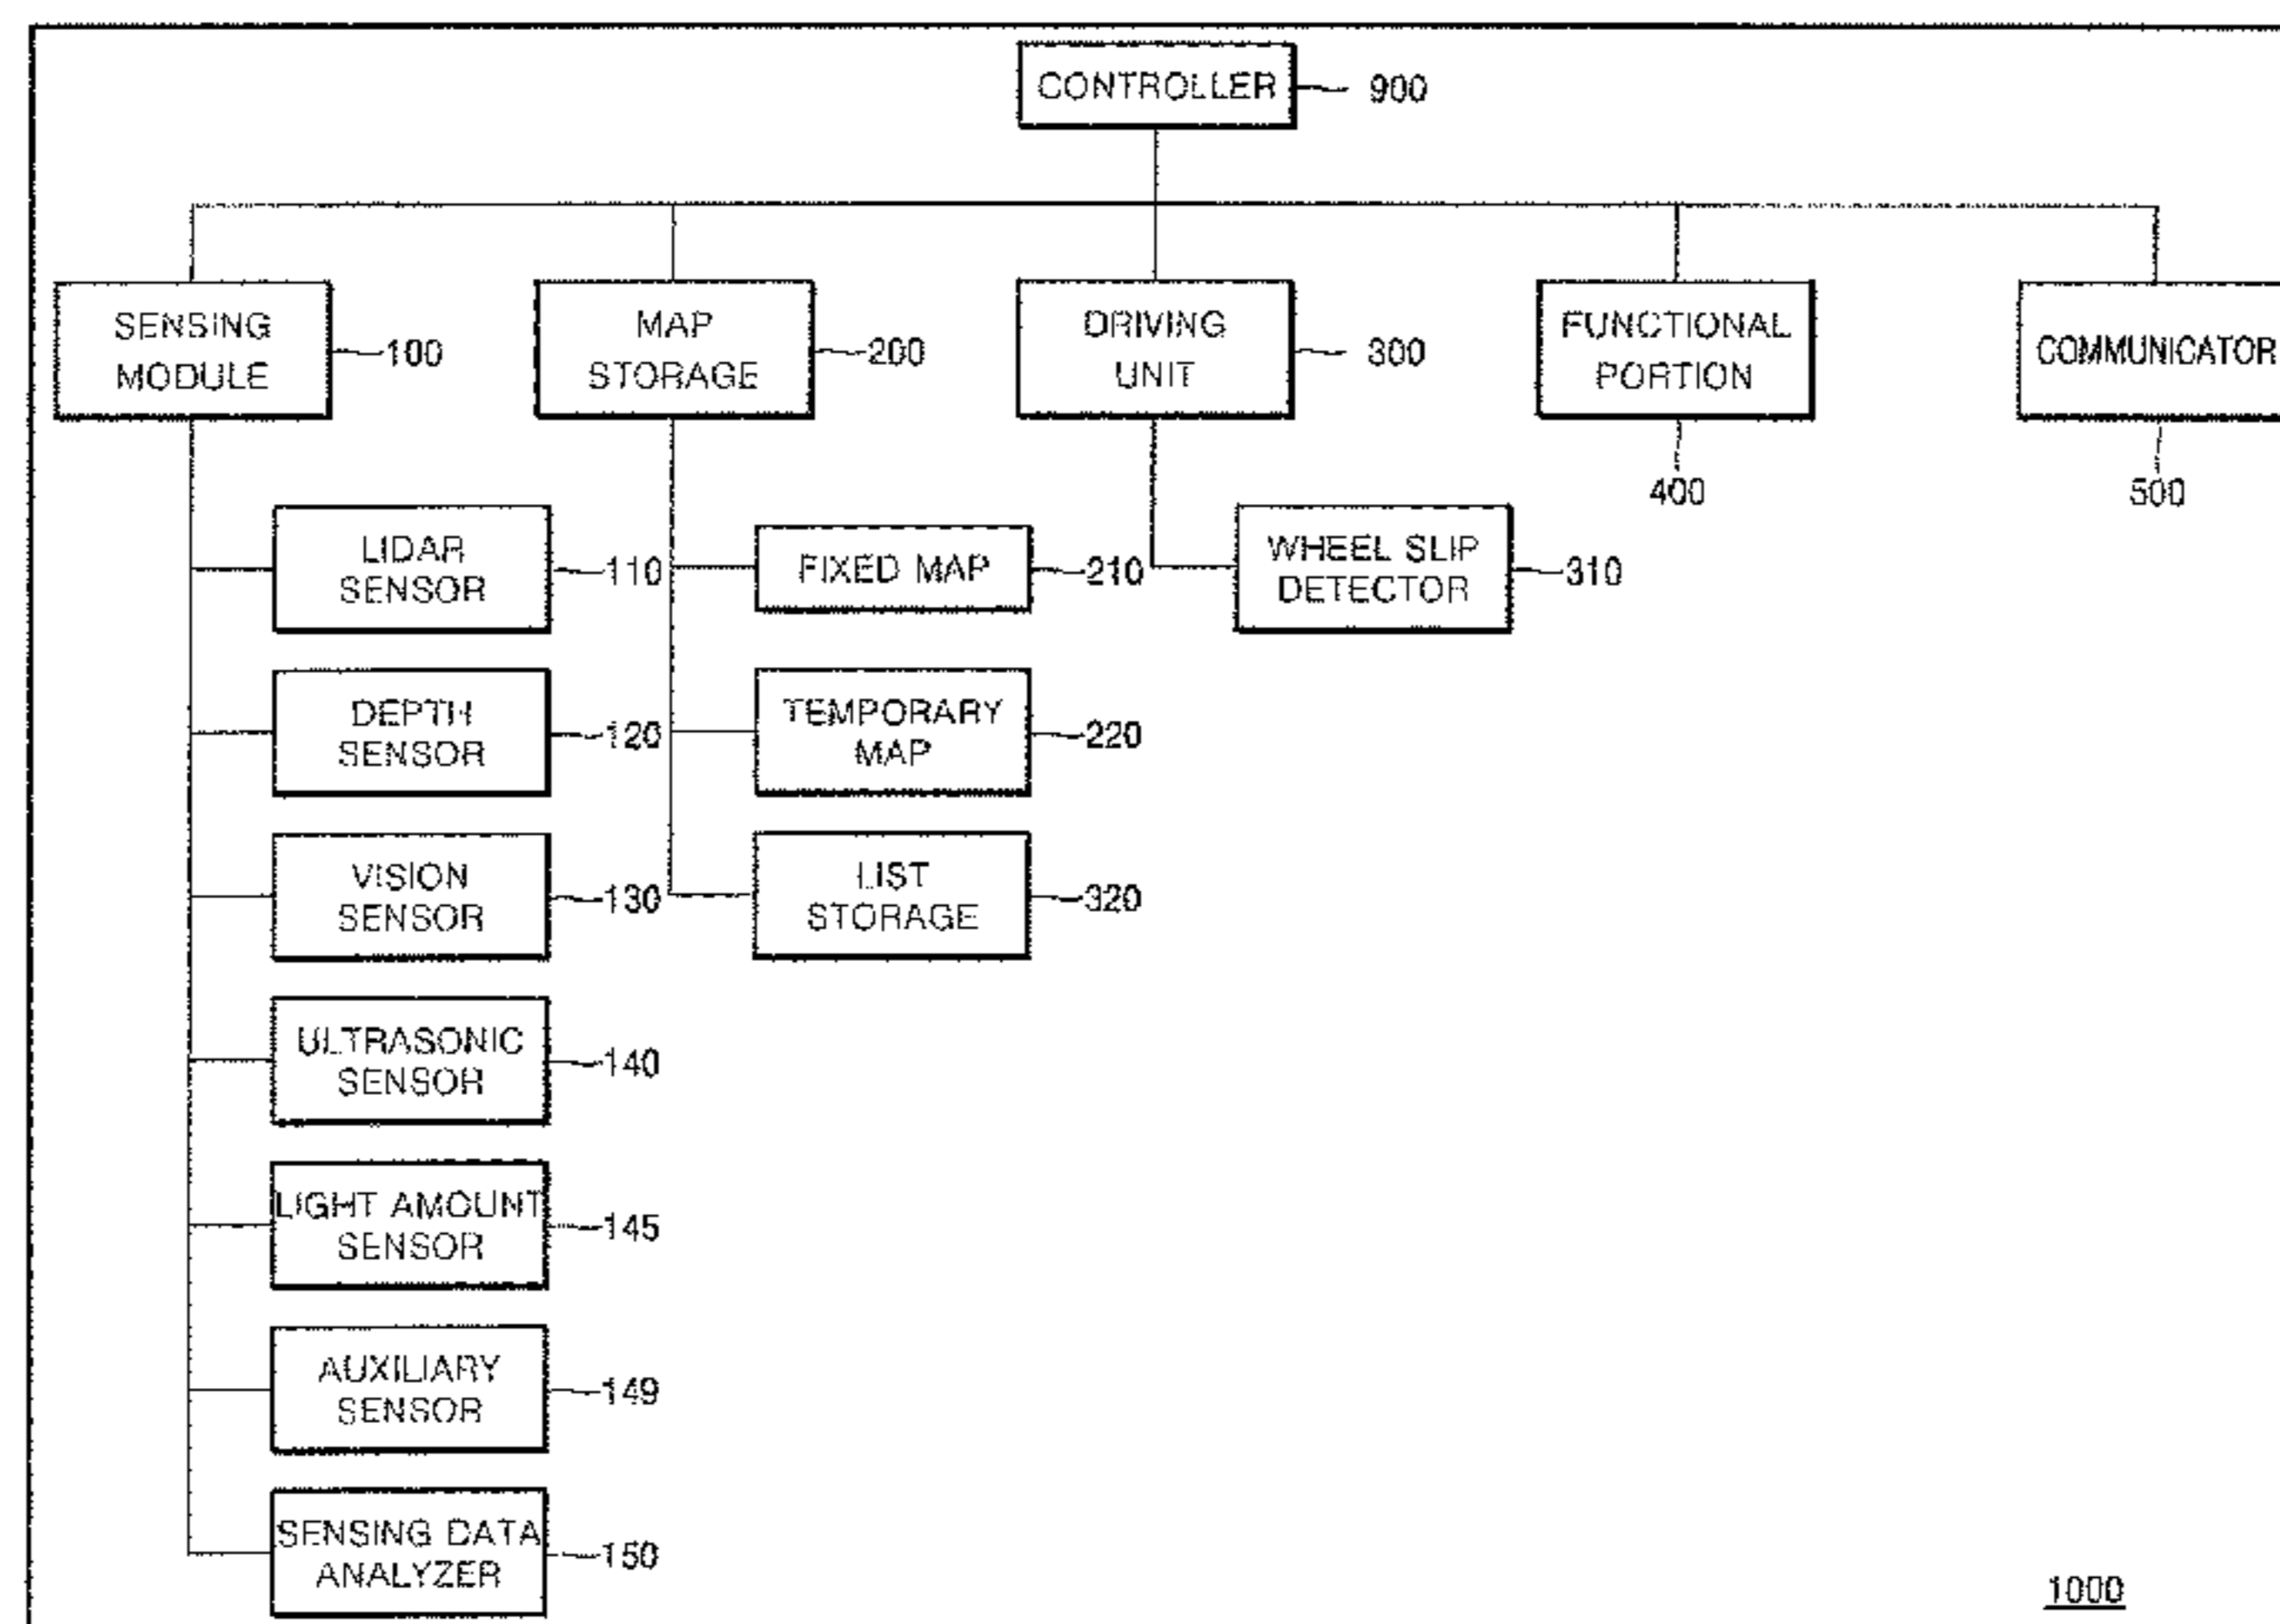 CONTROLLER
900
SENSING
MODULE
100
MAP
STORAGE
200
DRIVING
UNIT
300
FUNCTIONAL
PORTION
400
COMMUNICATOR
500
LIDAR
SENSOR
110
FIXED MAP
210
WHEEL SLIP
DETECTOR
310
DEPTH
SENSOR
120
TEMPORARY
MAP
220
VISION
SENSOR
130
LIST
STORAGE
320
ULTRASONIC
SENSOR
140
LIGHT AMOUNT
SENSOR
145
AUXILIARY
SENSOR
149
SENSING DATA
ANALYZER
150
1000